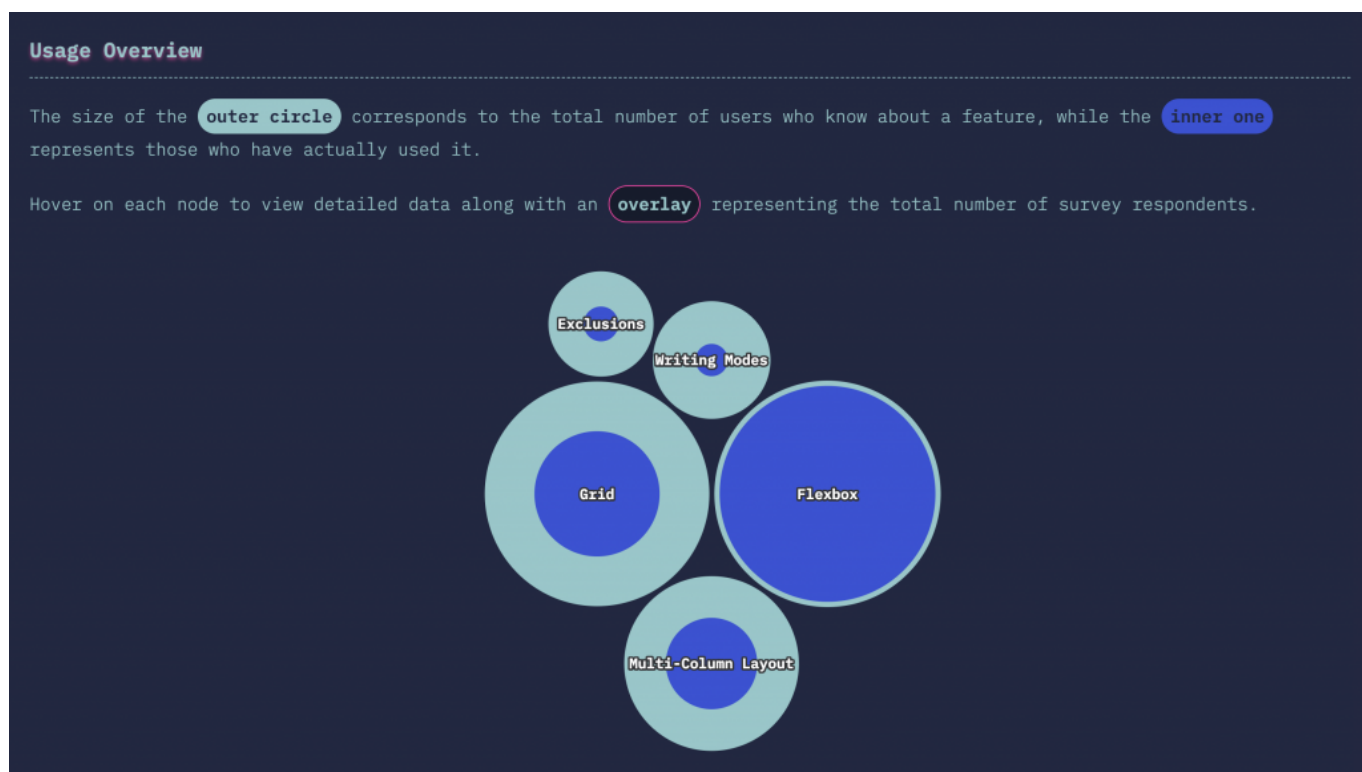 Usage Overview
The size of the outer circle corresponds to the total number of users who know about a feature, while the inner one
represents those who have actually used it.
Hover on each node to view detailed data along with an overlay representing the total number of survey respondents.
Exclusions
Writing Modes
Grid
Flexbox
Multi-Column Layout